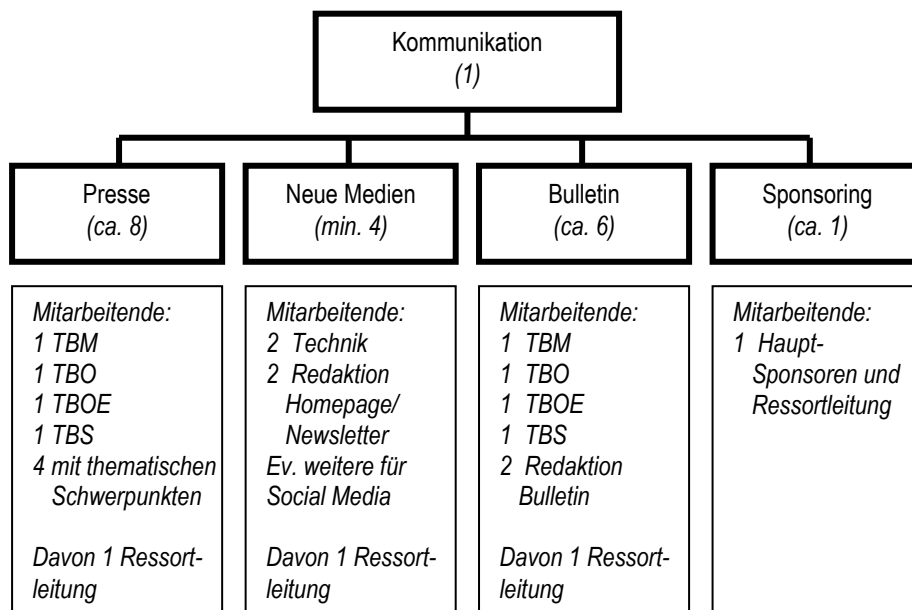 Kommunikation
(1)
Presse
(ca. 8)
Neue Medien
(min. 4)
Bulletin
(ca. 6)
Sponsoring
(ca. 1)
Mitarbeitende:
1 TBM
1 TBO
1 TBOE
1 TBS
4 mit thematischen
Schwerpunkten
Davon 1 Ressort-
leitung
Mitarbeitende:
2 Technik
2 Redaktion
Homepage/
Newsletter
Ev. weitere für
Social Media
Davon 1 Ressort-
leitung
Mitarbeitende:
1 TBM
1 TBO
1 TBOE
1 TBS
2 Redaktion
Bulletin
Davon 1 Ressort-
leitung
Mitarbeitende:
1 Haupt-
Sponsoren und
Ressortleitung